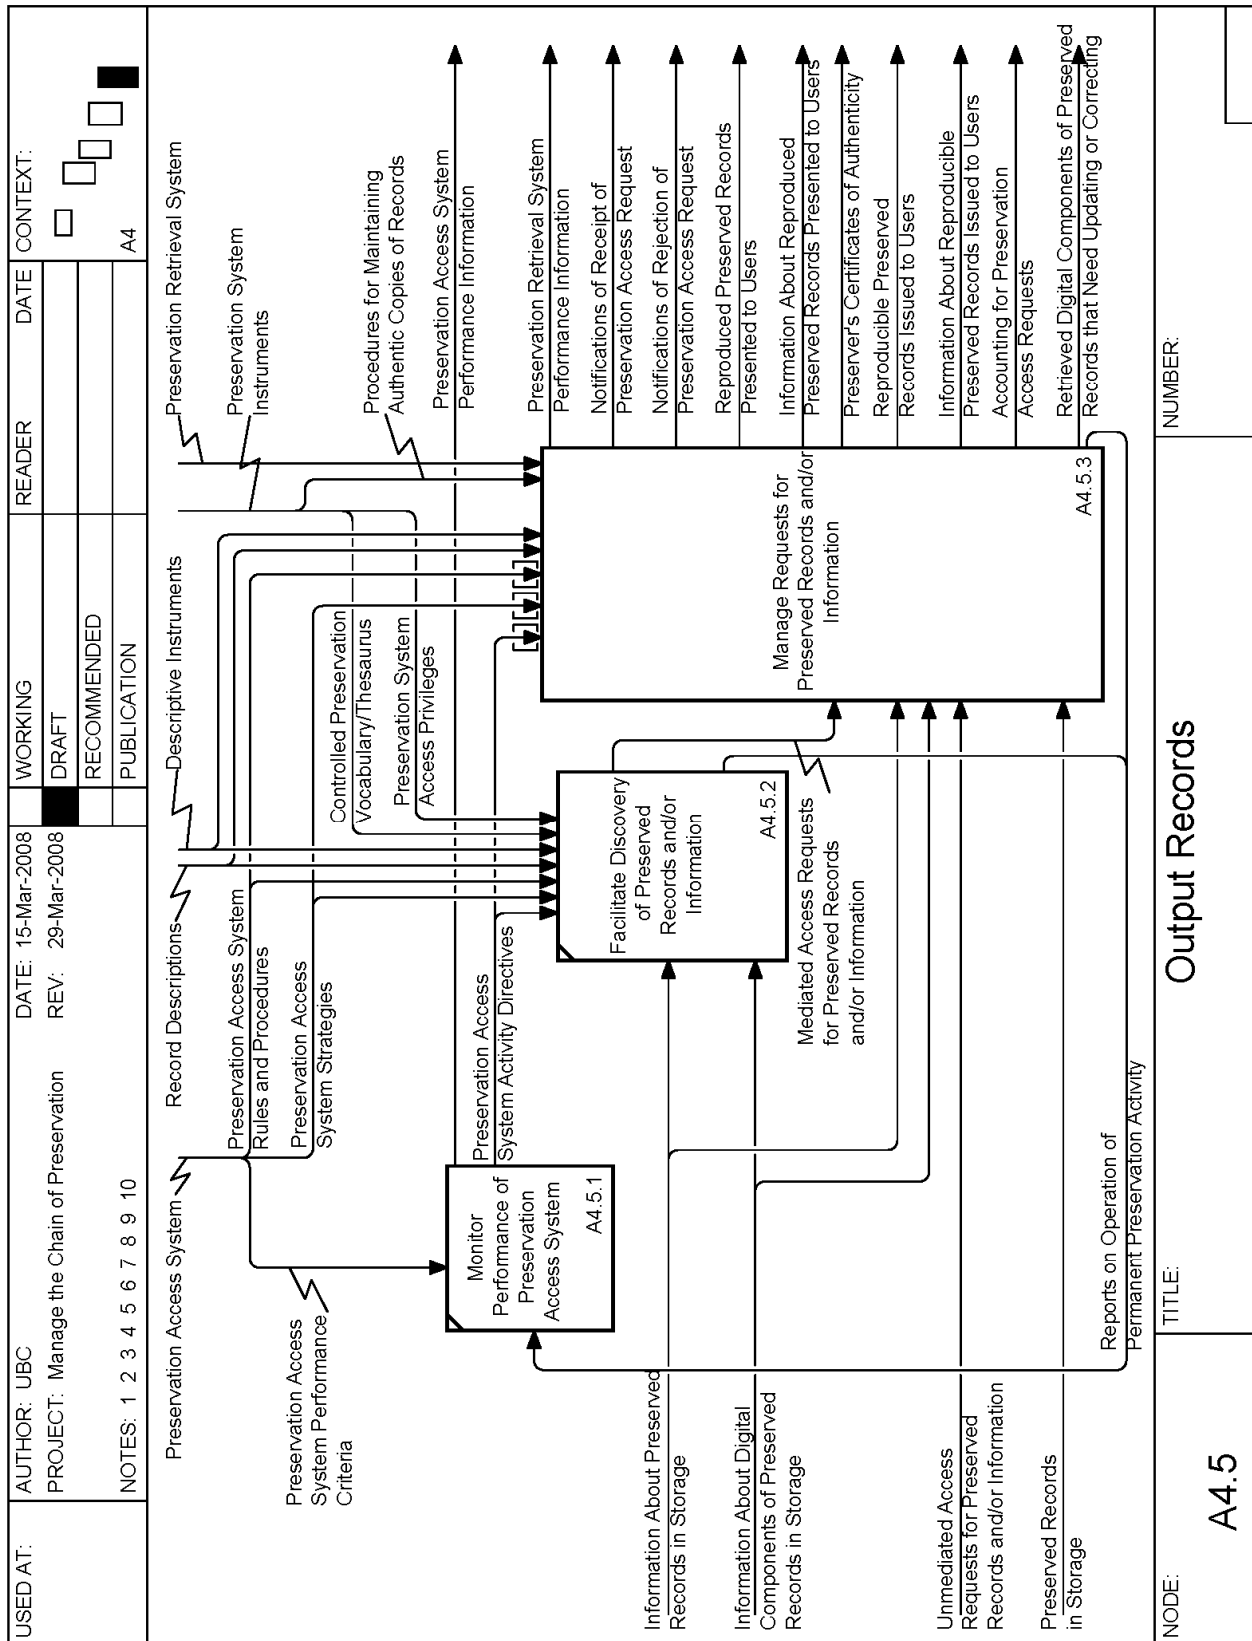 USED AT:
AUTHOR: UBC
PROJECT: Manage the Chain of Preservation
NOTES: 1 2 3 4 5 6 7 8 9 10
DATE: 15-Mar-2008
REV: 29-Mar-2008
WORKING
DRAFT
RECOMMENDED
PUBLICATION
READER
DATE
CONTEXT:
A4
Preservation Access System
Record Descriptions
Descriptive Instruments
Preservation Retrieval System
Preservation System
Instruments
Procedures for Maintaining
Authentic Copies of Records
Preservation Access System
Rules and Procedures
Preservation Access
System Strategies
Controlled Preservation
Vocabulary/Thesaurus
Preservation System
Access Privileges
Preservation Access
System Performance
Criteria
Preservation Access
System Activity Directives
Monitor
Performance of
Preservation
Access System
A4.5.1
Facilitate Discovery
of Preserved
Records and/or
Information
A4.5.2
Manage Requests for
Preserved Records and/or
Information
A4.5.3
Mediated Access Requests
for Preserved Records
and/or Information
Preservation Access System
Performance Information
Preservation Retrieval System
Performance Information
Notifications of Receipt of
Preservation Access Request
Notifications of Rejection of
Preservation Access Request
Reproduced Preserved Records
Presented to Users
Information About Reproduced
Preserved Records Presented to Users
Preserver's Certificates of Authenticity
Reproducible Preserved
Records Issued to Users
Information About Reproducible
Preserved Records Issued to Users
Accounting for Preservation
Access Requests
Retrieved Digital Components of Preserved
Records that Need Updating or Correcting
Information About Preserved
Records in Storage
Information About Digital
Components of Preserved
Records in Storage
Unmediated Access
Requests for Preserved
Records and/or Information
Preserved Records
in Storage
Reports on Operation of
Permanent Preservation Activity
NODE:
A4.5
TITLE:
Output Records
NUMBER: